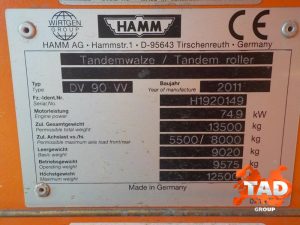 WIRTGEN
GROUP
HAMM
CE
HAMM AG • Hammstr.1 • D-95643 Tirschenreuth • Germany
Tandemwalze / Tandem roller
Typ
Type
DV 90 VV
Baujahr
Year of manufacture
2011
Fz.-Ident.Nr.
Serial No.
H1920149
Motorleistung
Engine power
74.9 kW
Zul. Gesamtgewicht
Permissible total weight
13500 kg
Zul. Achslast vo./hi.
Permissible maximum axle load front/rear
5500/ 8000 kg
Leergewicht
Basic weight
9020 kg
Betriebsgewicht
Operating weight
9575 kg
Höchstgewicht
Maximum weight
12500
Made in Germany
TAD
GROUP